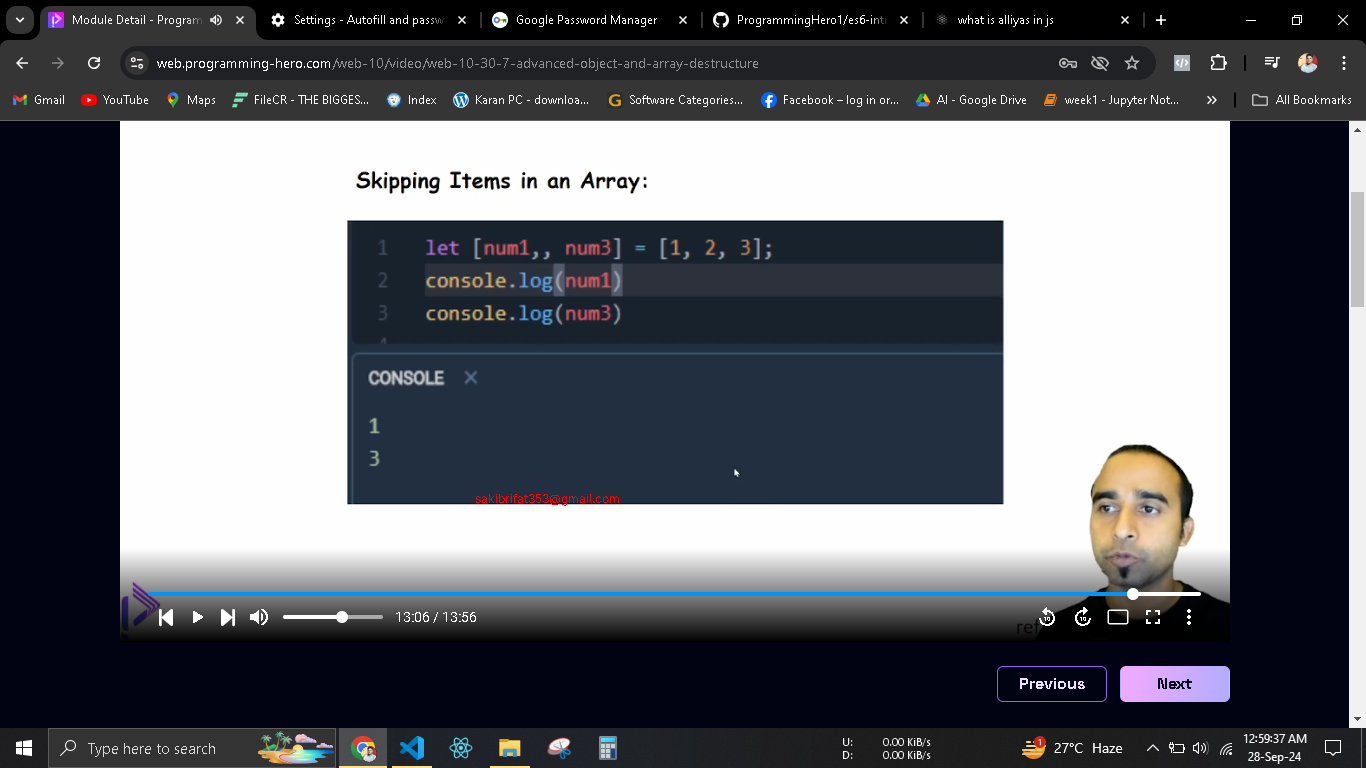 Module Detail - Program
Settings - Autofill and passw
Google Password Manager
ProgrammingHero1/es6-intr
what is alliyas in js
web.programming-hero.com/web-10/video/web-10-30-7-advanced-object-and-array-destructure
Gmail
YouTube
Maps
FileCR - THE BIGGES...
Index
Karan PC - downloa...
Software Categories...
Facebook – log in or...
AI - Google Drive
week1 - Jupyter Not...
»
All Bookmarks
Skipping Items in an Array:
1 let [num1,, num3] = [1, 2, 3];
2 console.log(num1)
3 console.log(num3)
CONSOLE ×
1
3
sakibrifat353@gmail.com
13:06 / 13:56
10
10
Previous
Next
Type here to search
U: 0.00 KiB/s
D: 0.00 KiB/s
1
27°C Haze
12:59:37 AM
28-Sep-24